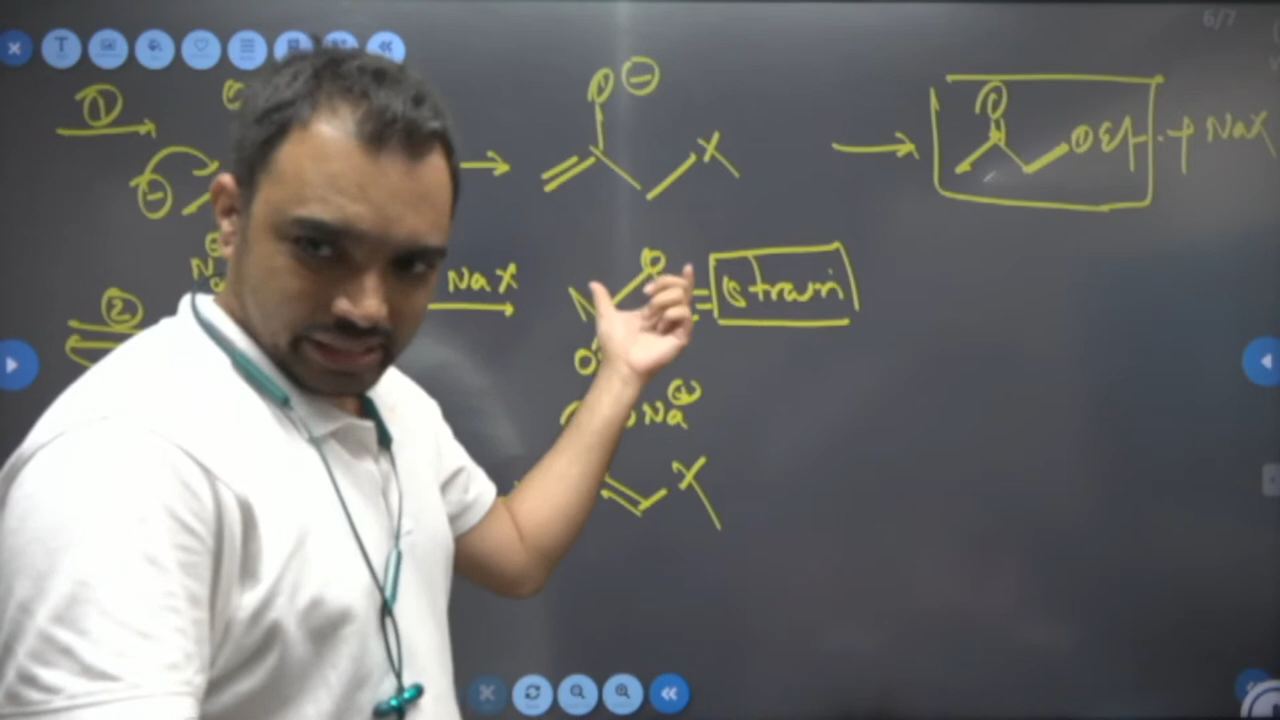 6/7
①
O ⊖
X
O
OEt + NaX
⊖
②
NaX
O
= strain
O
Na ⊕
X